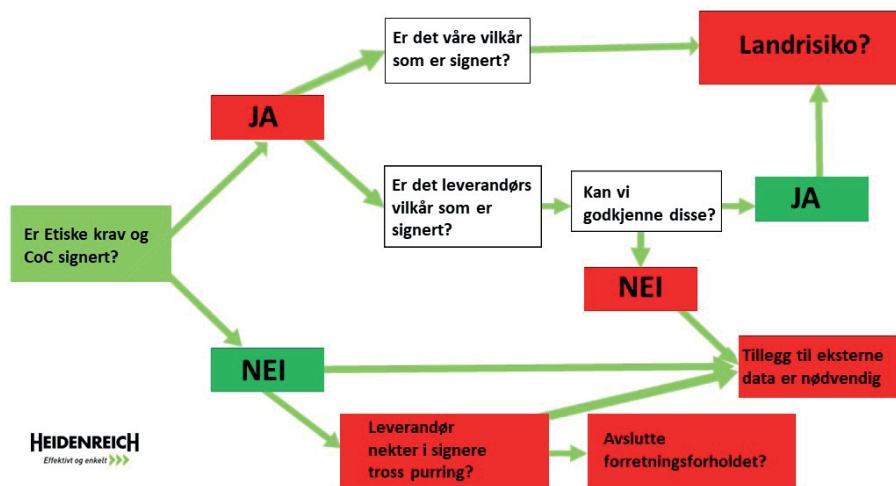 Er det våre vilkår
som er signert?
Landrisiko?
JA
Er det leverandørs
vilkår som er
signert?
Kan vi
godkjenne disse?
JA
Er Etiske krav og
CoC signert?
NEI
NEI
Tillegg til eksterne
data er nødvendig
Leverandør
nekter i signere
tross purring?
Avslutte
forretningsforholdet?
HEIDENREICH
Effektivt og enkelt